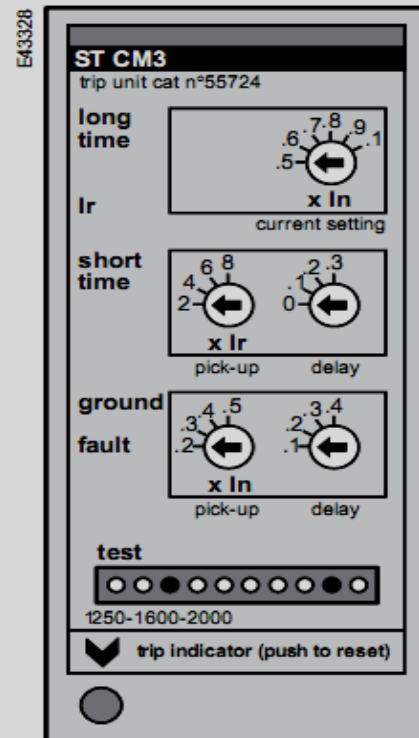 E43328
ST CM3
trip unit cat n°55724
long
time
.5 .6 .7 .8 .9 .1
x In
Ir
current setting
short
time
2 4 6 8
0 .1 .2 .3
x Ir
pick-up delay
ground
fault
.2 .3 .4 .5
.1 .2 .3 .4
x In
pick-up delay
test
1250-1600-2000
trip indicator (push to reset)